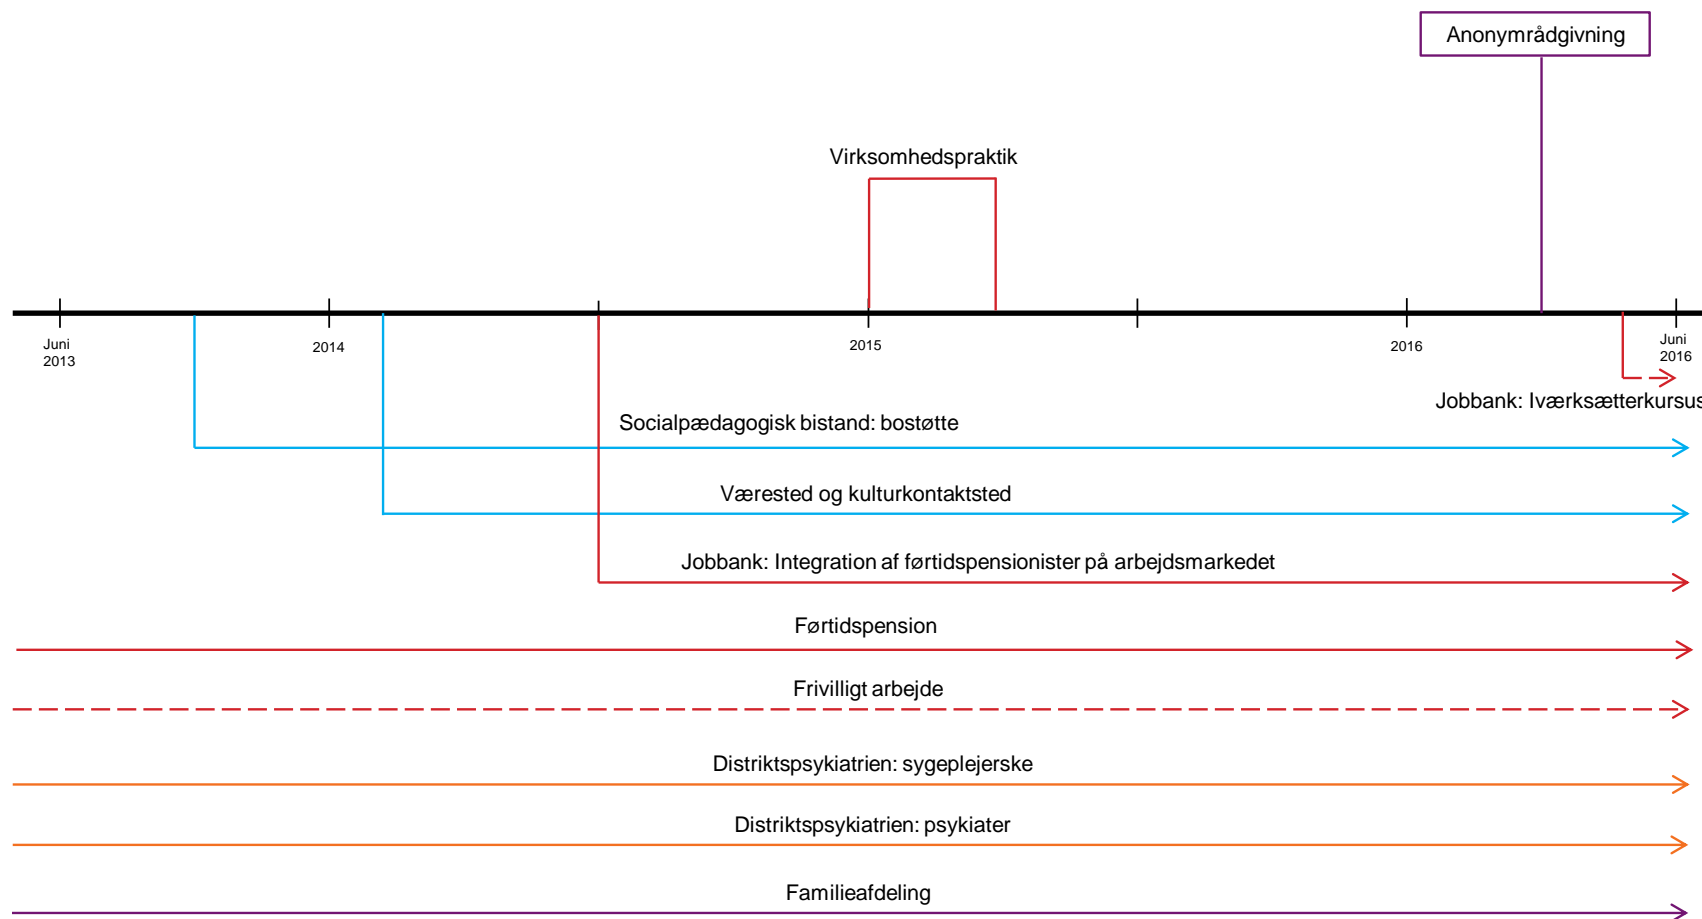 Anonymrådgivning
Virksomhedspraktik
Juni
2013
2014
2015
2016
Juni
2016
Jobbank: Iværksætterkursus
Socialpædagogisk bistand: bostøtte
Værested og kulturkontaktsted
Jobbank: Integration af førtidspensionister på arbejdsmarkedet
Førtidspension
Frivilligt arbejde
Distriktspsykiatrien: sygeplejerske
Distriktspsykiatrien: psykiater
Familieafdeling